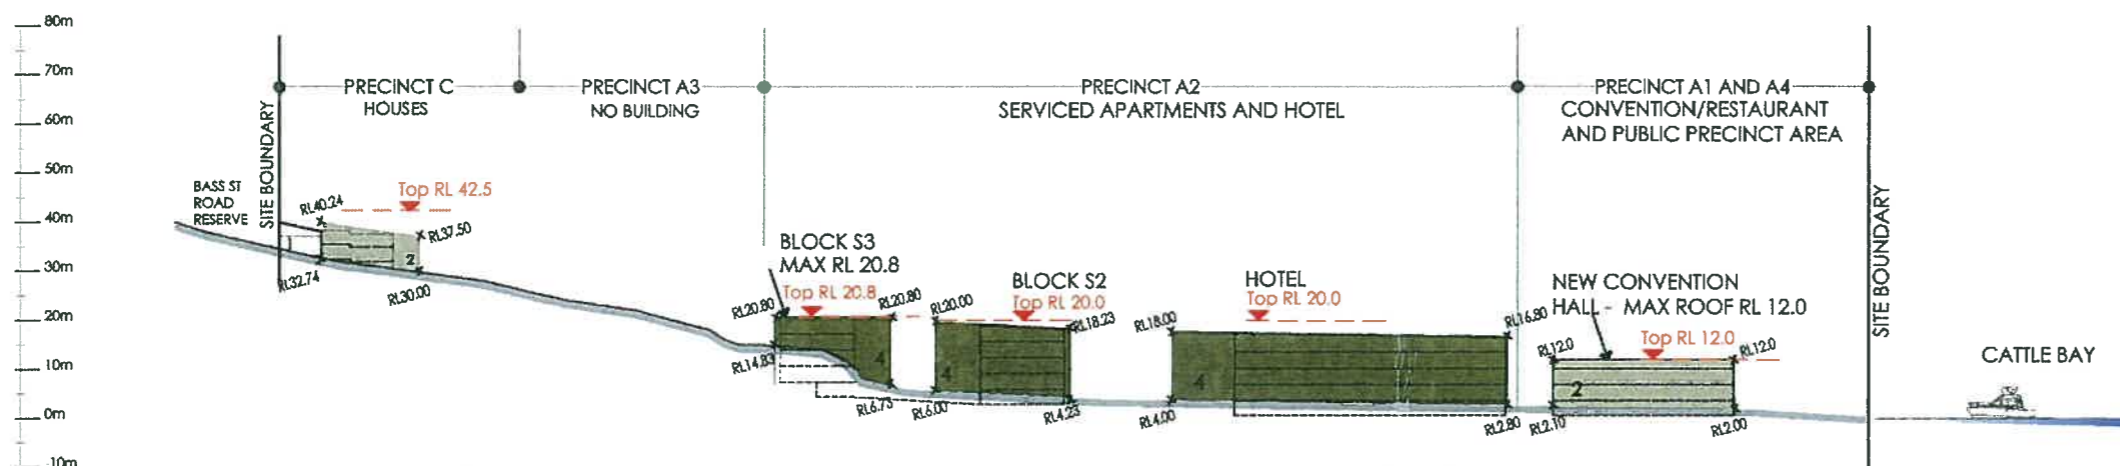 80m
70m
60m
50m
40m
30m
20m
10m
0m
-10m
PRECINCT C
HOUSES
PRECINCT A3
NO BUILDING
PRECINCT A2
SERVICED APARTMENTS AND HOTEL
PRECINCT A1 AND A4
CONVENTION/RESTAURANT
AND PUBLIC PRECINCT AREA
BASS ST
ROAD
RESERVE
SITE BOUNDARY
RL40.24
Top RL 42.5
RL37.50
2
RL32.74
RL30.00
BLOCK S3
MAX RL 20.8
Top RL 20.8
RL20.80
RL20.80
4
RL14.83
RL6.73
BLOCK S2
Top RL 20.0
RL20.00
RL18.23
4
RL6.00
RL4.23
HOTEL
Top RL 20.0
RL18.00
RL16.80
4
RL4.00
RL2.80
NEW CONVENTION
HALL - MAX ROOF RL 12.0
Top RL 12.0
RL12.0
RL12.0
2
RL2.10
RL2.00
SITE BOUNDARY
CATTLE BAY